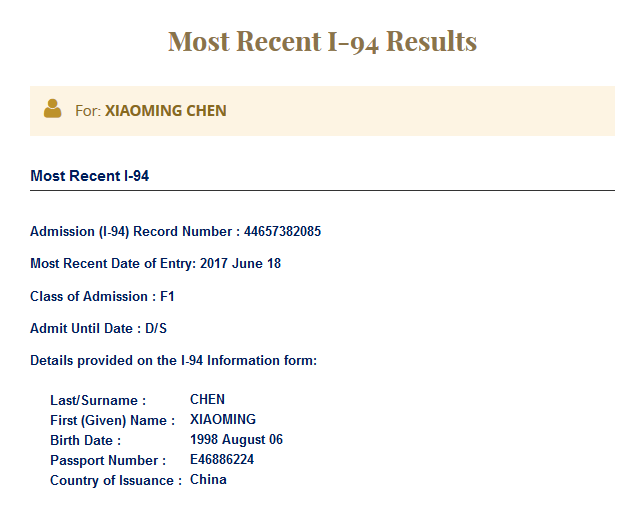 Most Recent I-94 Results
For: XIAOMING CHEN
Most Recent I-94
Admission (I-94) Record Number : 44657382085
Most Recent Date of Entry: 2017 June 18
Class of Admission : F1
Admit Until Date : D/S
Details provided on the I-94 Information form:
Last/Surname : CHEN
First (Given) Name : XIAOMING
Birth Date : 1998 August 06
Passport Number : E46886224
Country of Issuance : China